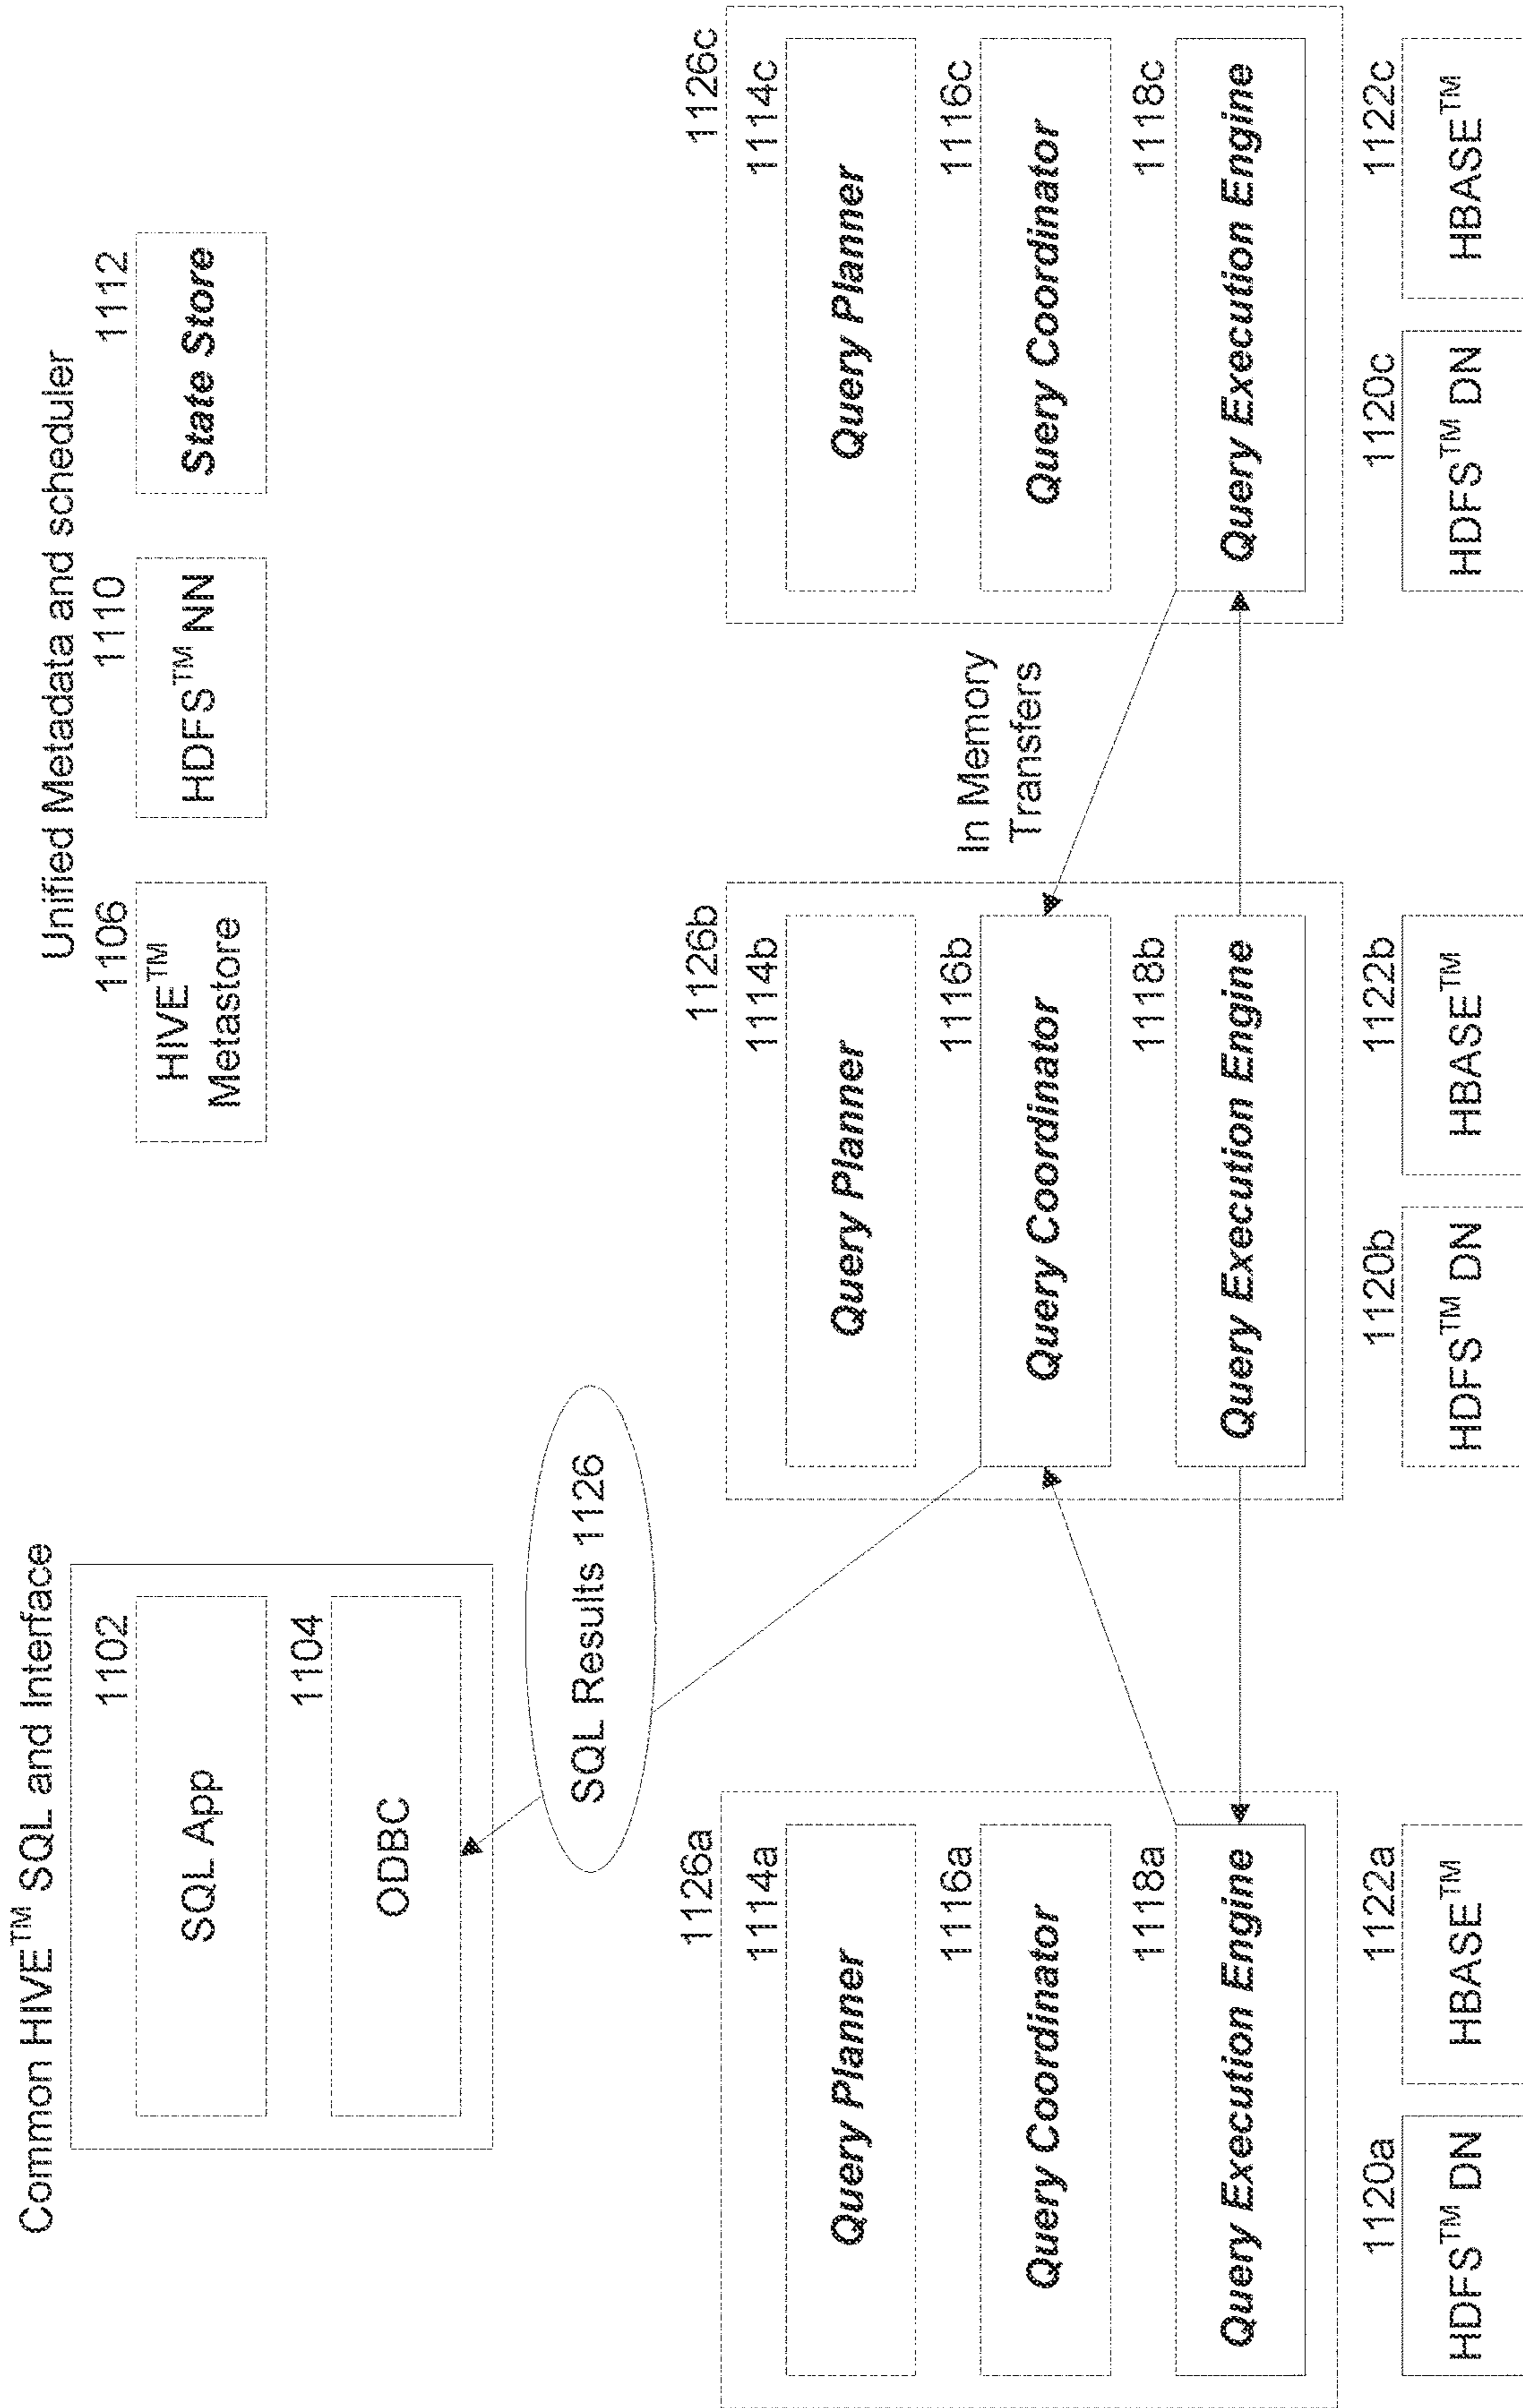 Common HIVE™ SQL and Interface
1102
SQL App
1104
ODBC
SQL Results 1126
Unified Metadata and scheduler
1106
HIVE™
Metastore
1110
HDFS™ NN
1112
State Store
1126a
1114a
Query Planner
1116a
Query Coordinator
1118a
Query Execution Engine
1120a
HDFS™ DN
1122a
HBASE™
1126b
1114b
Query Planner
1116b
Query Coordinator
1118b
Query Execution Engine
1120b
HDFS™ DN
1122b
HBASE™
In Memory
Transfers
1126c
1114c
Query Planner
1116c
Query Coordinator
1118c
Query Execution Engine
1120c
HDFS™ DN
1122c
HBASE™